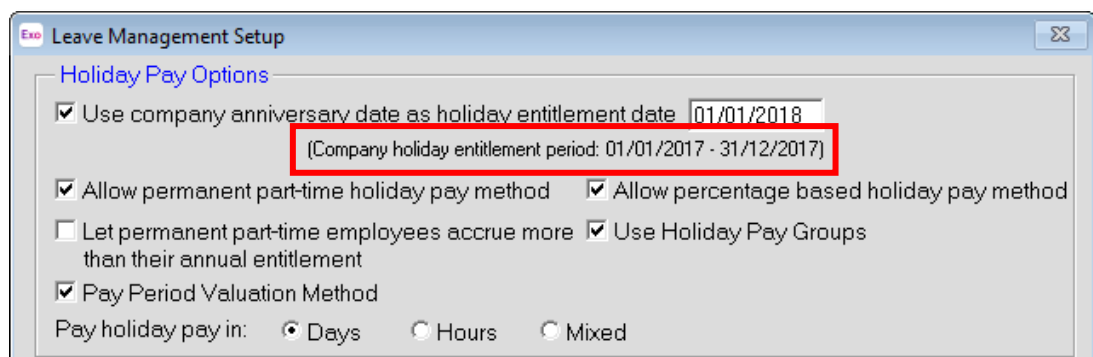 Exo Leave Management Setup
Holiday Pay Options
Use company anniversary date as holiday entitlement date 01/01/2018
(Company holiday entitlement period: 01/01/2017 - 31/12/2017)
Allow permanent part-time holiday pay method Allow percentage based holiday pay method
Let permanent part-time employees accrue more Use Holiday Pay Groups
than their annual entitlement
Pay Period Valuation Method
Pay holiday pay in: Days Hours Mixed